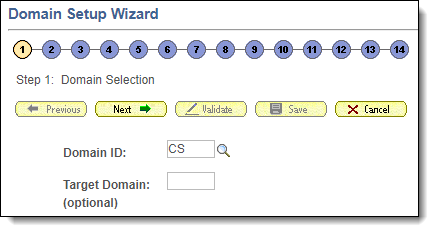 Domain Setup Wizard
1 2 3 4 5 6 7 8 9 10 11 12 13 14
Step 1: Domain Selection
Previous Next Validate Save Cancel
Domain ID: CS
Target Domain:
(optional)